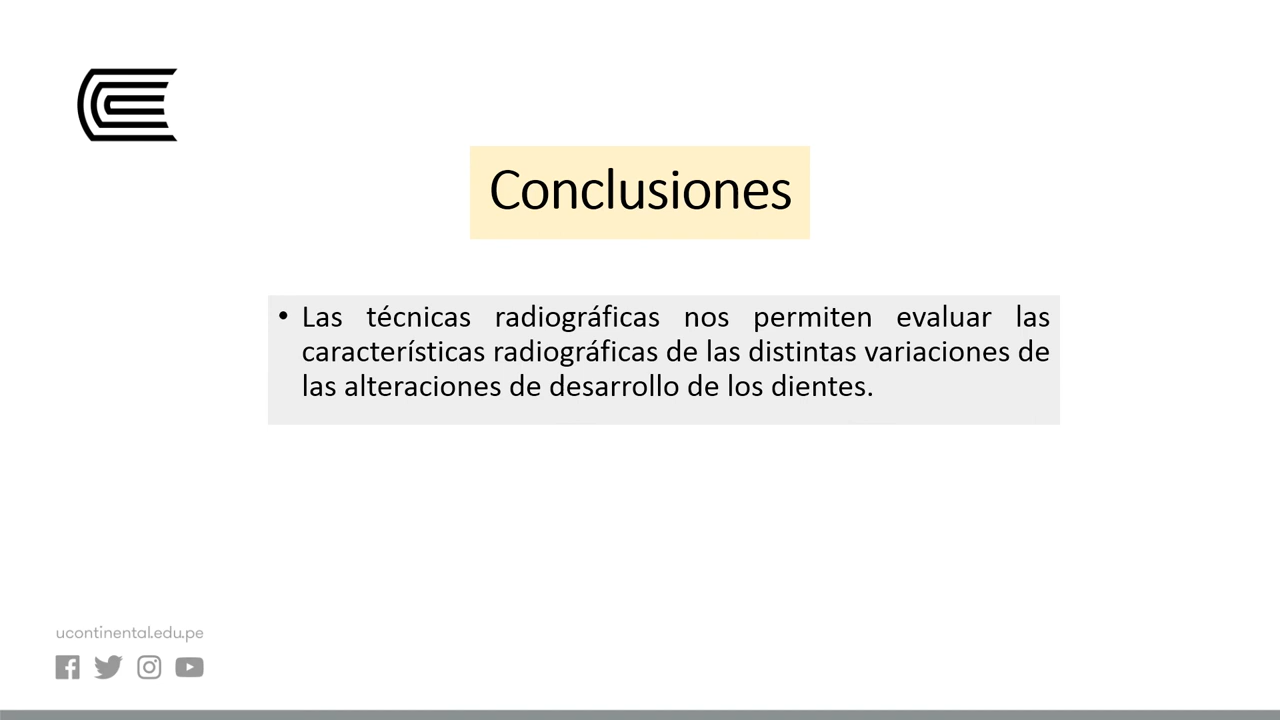 Conclusiones
• Las técnicas radiográficas nos permiten evaluar las
características radiográficas de las distintas variaciones de
las alteraciones de desarrollo de los dientes.
ucontinental.edu.pe